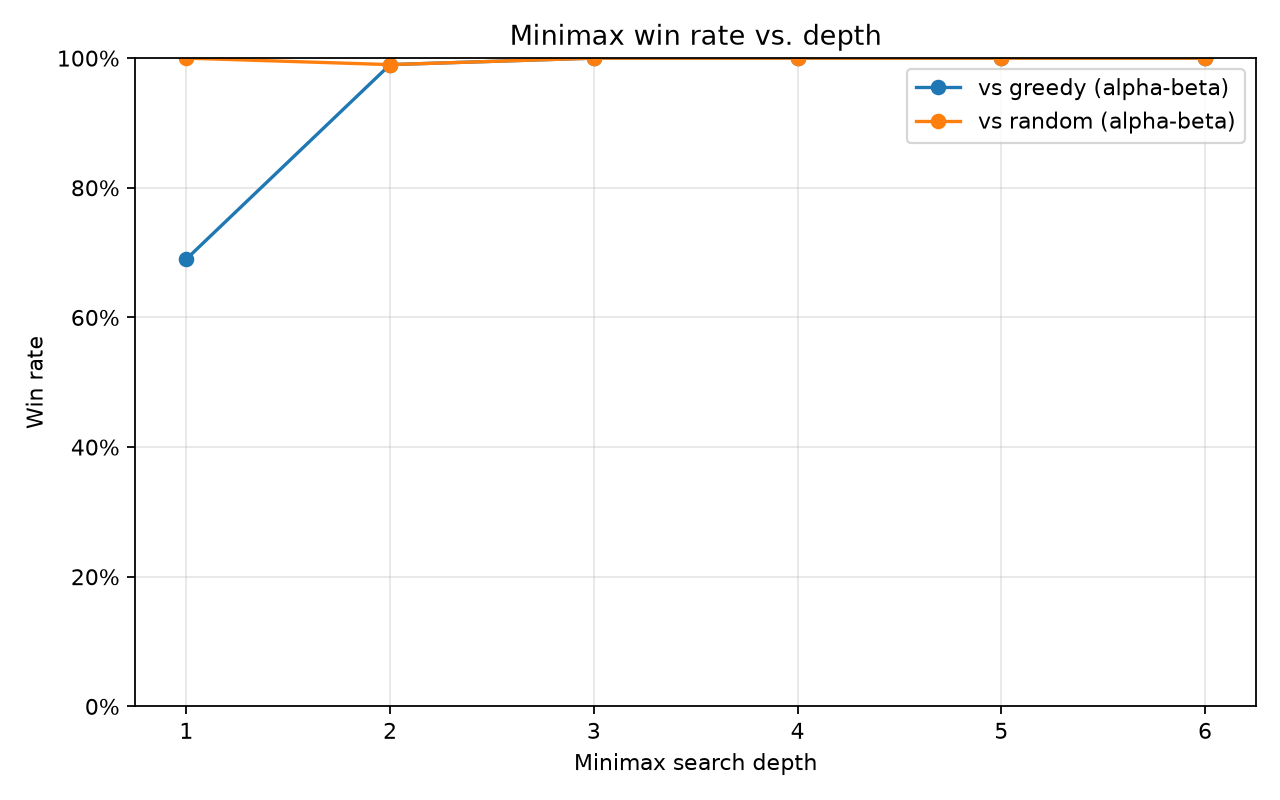 Minimax win rate vs. depth
100%
80%
60%
40%
20%
0%
Win rate
vs greedy (alpha-beta)
vs random (alpha-beta)
1 2 3 4 5 6
Minimax search depth